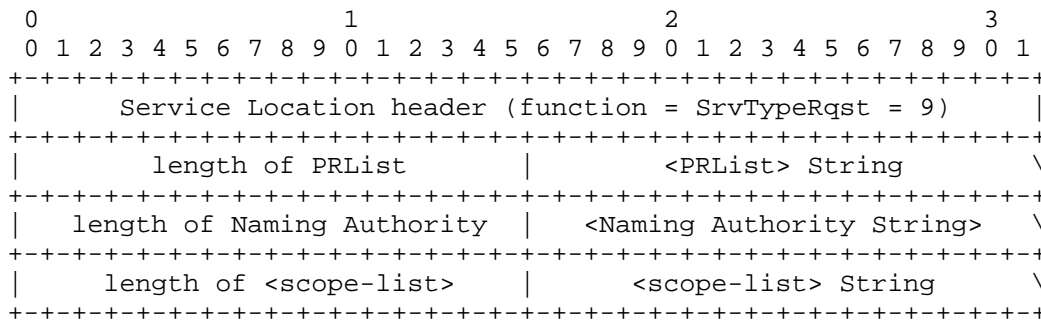 0                   1                   2                   3
 0 1 2 3 4 5 6 7 8 9 0 1 2 3 4 5 6 7 8 9 0 1 2 3 4 5 6 7 8 9 0 1
+-+-+-+-+-+-+-+-+-+-+-+-+-+-+-+-+-+-+-+-+-+-+-+-+-+-+-+-+-+-+-+-+
|      Service Location header (function = SrvTypeRqst = 9)     |
+-+-+-+-+-+-+-+-+-+-+-+-+-+-+-+-+-+-+-+-+-+-+-+-+-+-+-+-+-+-+-+-+
|        length of PRList       |        <PRList> String        \
+-+-+-+-+-+-+-+-+-+-+-+-+-+-+-+-+-+-+-+-+-+-+-+-+-+-+-+-+-+-+-+-+
|   length of Naming Authority  |   <Naming Authority String>   \
+-+-+-+-+-+-+-+-+-+-+-+-+-+-+-+-+-+-+-+-+-+-+-+-+-+-+-+-+-+-+-+-+
|     length of <scope-list>    |      <scope-list> String      \
+-+-+-+-+-+-+-+-+-+-+-+-+-+-+-+-+-+-+-+-+-+-+-+-+-+-+-+-+-+-+-+-+